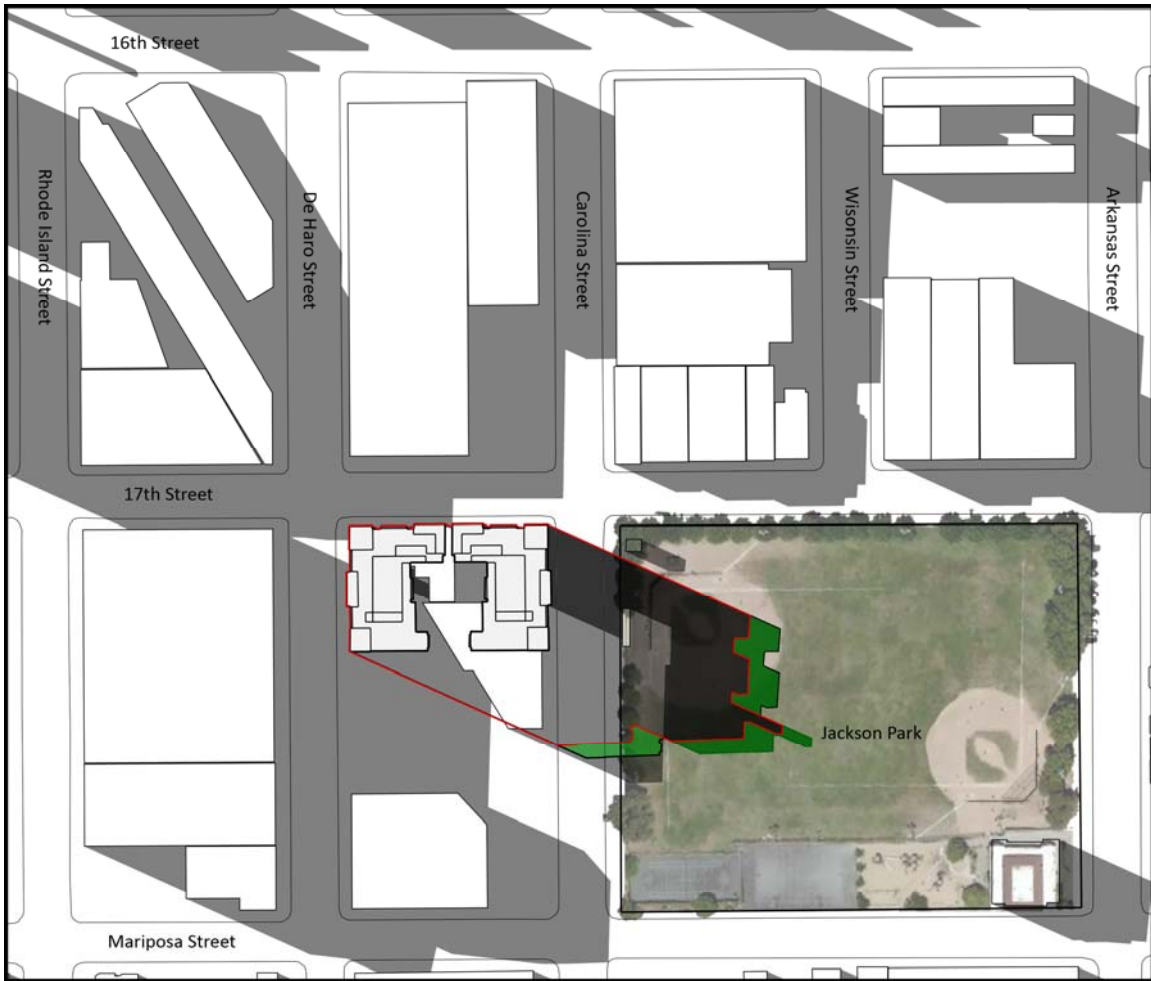 16th Street
Rhode Island Street
De Haro Street
Carolina Street
Wisonsin Street
Arkansas Street
17th Street
Jackson Park
Mariposa Street